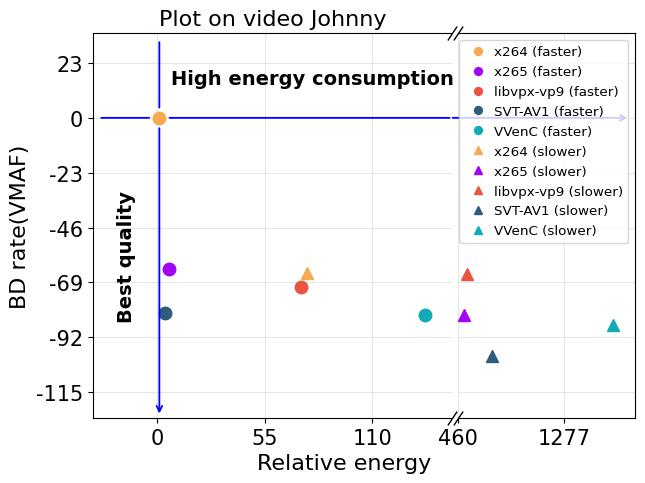 Plot on video Johnny
High energy consumption
Best quality
BD rate(VMAF)
23
0
-23
-46
-69
-92
-115
x264 (faster)
x265 (faster)
libvpx-vp9 (faster)
SVT-AV1 (faster)
VVenC (faster)
x264 (slower)
x265 (slower)
libvpx-vp9 (slower)
SVT-AV1 (slower)
VVenC (slower)
0 55 110 460 1277
Relative energy